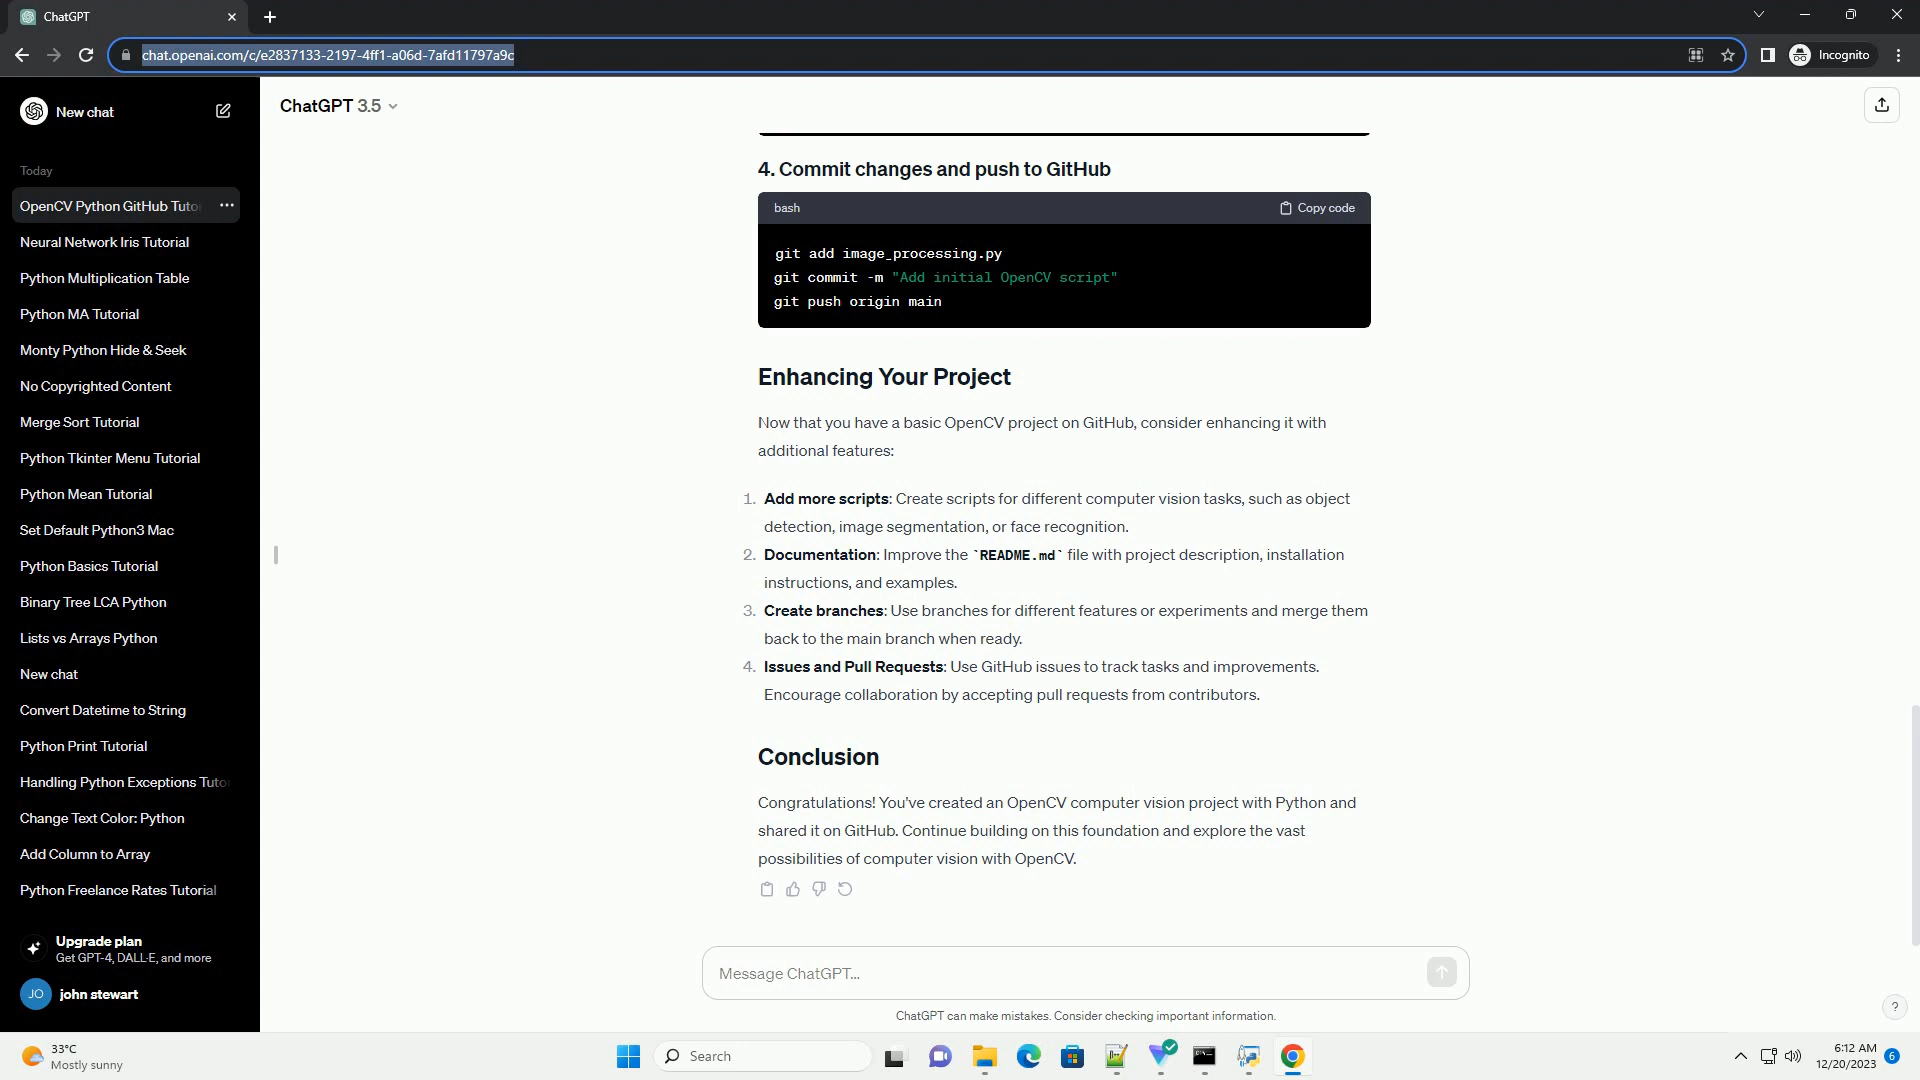 ChatGPT
chat.openai.com/c/e2837133-2197-4ff1-a06d-7afd11797a9c
Incognito
New chat
Today
OpenCV Python GitHub Tuto
Neural Network Iris Tutorial
Python Multiplication Table
Python MA Tutorial
Monty Python Hide & Seek
No Copyrighted Content
Merge Sort Tutorial
Python Tkinter Menu Tutorial
Python Mean Tutorial
Set Default Python3 Mac
Python Basics Tutorial
Binary Tree LCA Python
Lists vs Arrays Python
New chat
Convert Datetime to String
Python Print Tutorial
Handling Python Exceptions Tuto
Change Text Color: Python
Add Column to Array
Python Freelance Rates Tutorial
Upgrade plan
Get GPT-4, DALL·E, and more
JO john stewart
ChatGPT 3.5
4. Commit changes and push to GitHub
bash Copy code
git add image_processing.py
git commit -m "Add initial OpenCV script"
git push origin main
Enhancing Your Project
Now that you have a basic OpenCV project on GitHub, consider enhancing it with
additional features:
1. Add more scripts: Create scripts for different computer vision tasks, such as object
detection, image segmentation, or face recognition.
2. Documentation: Improve the `README.md` file with project description, installation
instructions, and examples.
3. Create branches: Use branches for different features or experiments and merge them
back to the main branch when ready.
4. Issues and Pull Requests: Use GitHub issues to track tasks and improvements.
Encourage collaboration by accepting pull requests from contributors.
Conclusion
Congratulations! You've created an OpenCV computer vision project with Python and
shared it on GitHub. Continue building on this foundation and explore the vast
possibilities of computer vision with OpenCV.
Message ChatGPT...
ChatGPT can make mistakes. Consider checking important information.
?
33°C
Mostly sunny
Search
6:12 AM
12/20/2023
6